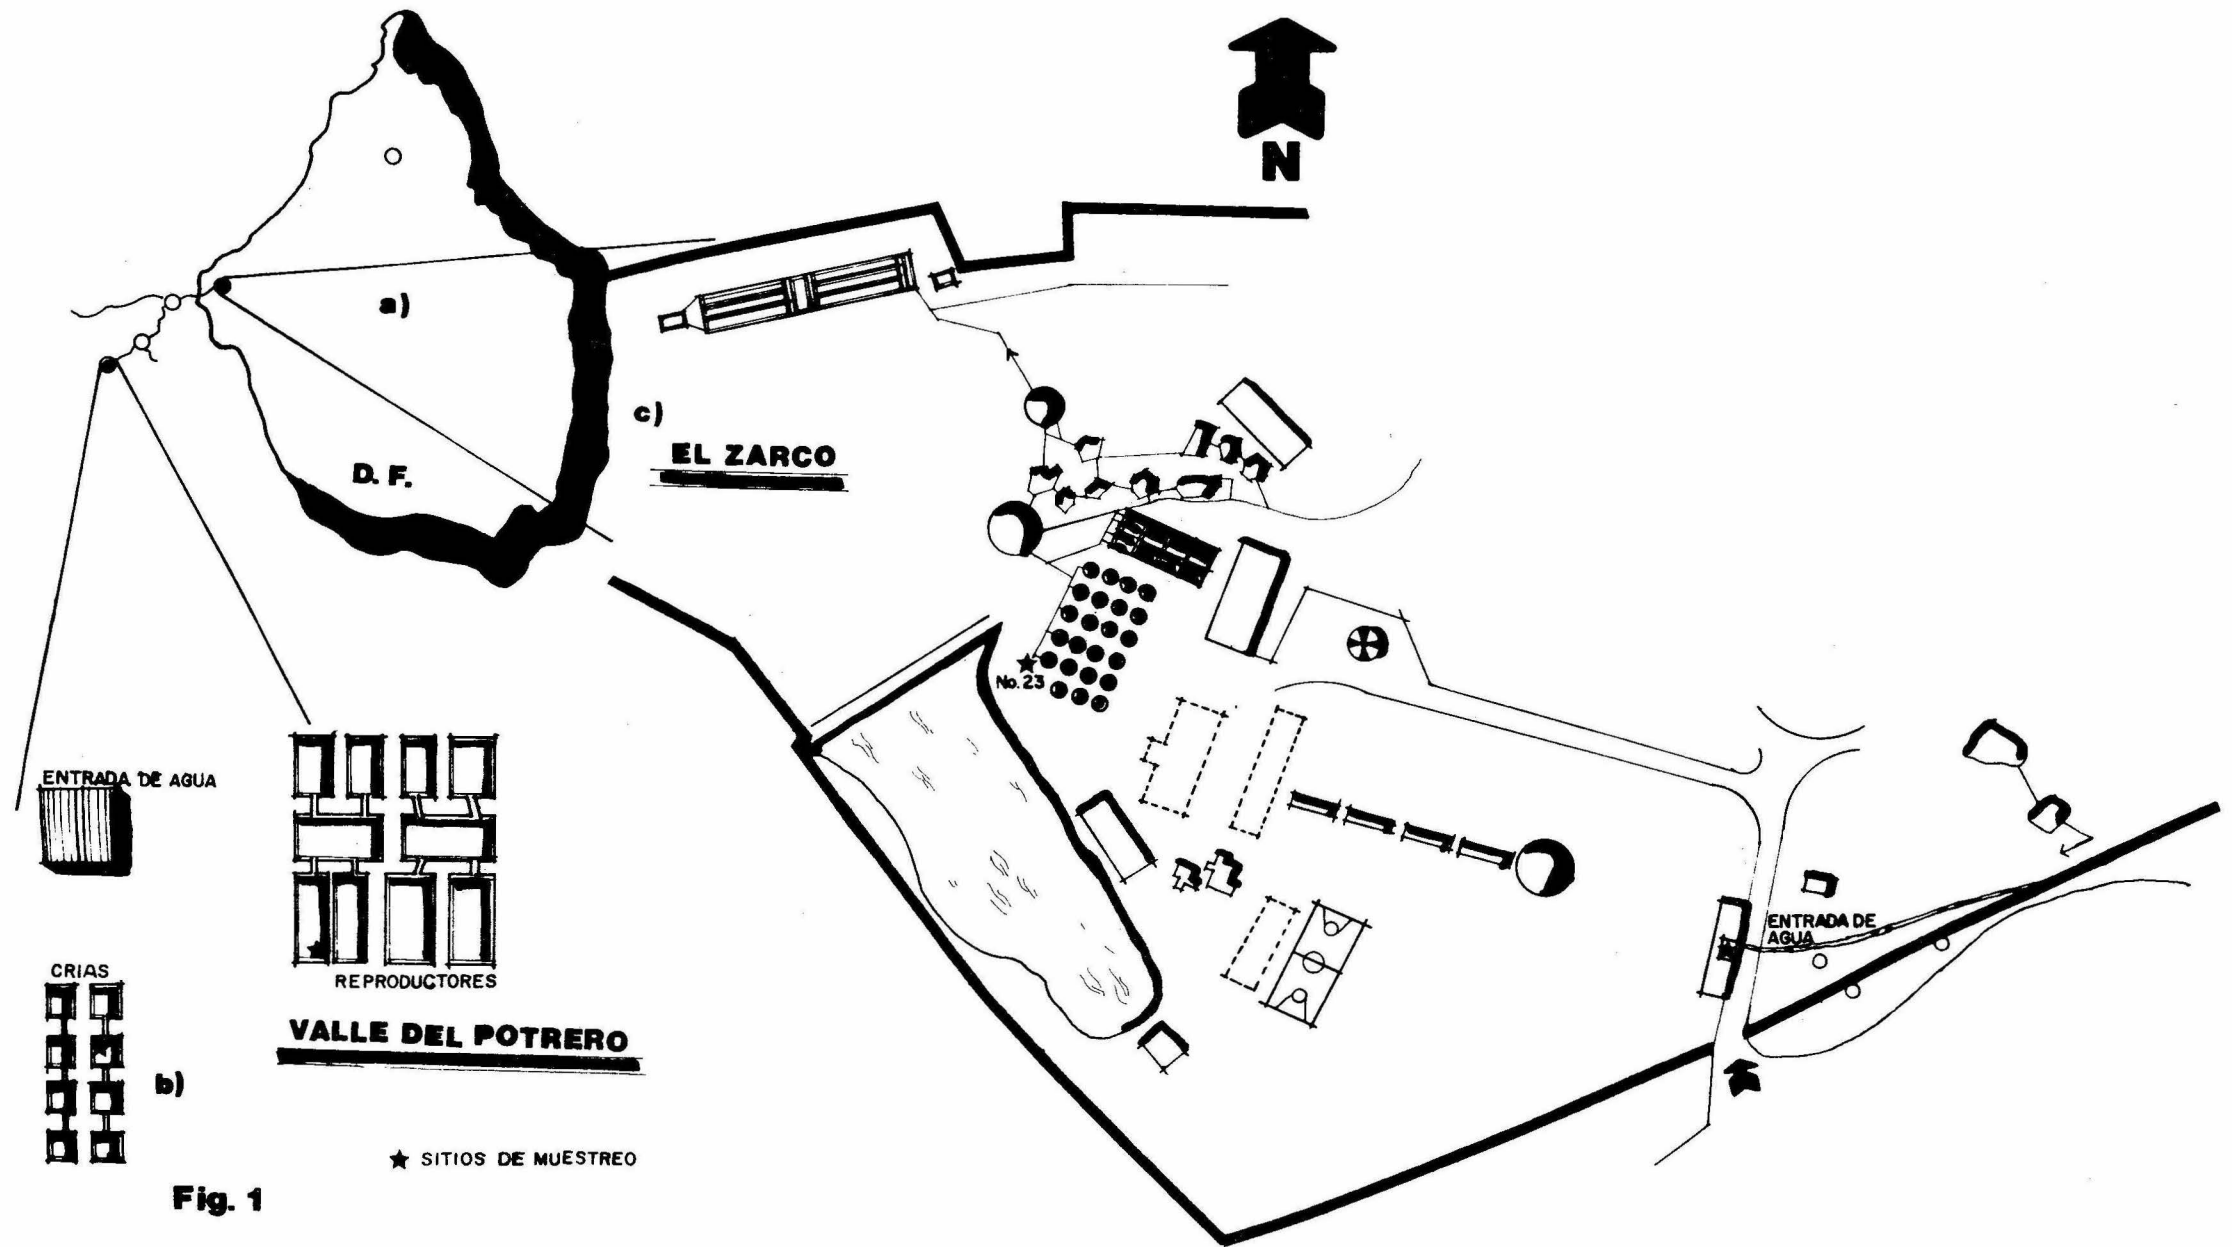 N
a)
c)
EL ZARCO
D. F.
No. 23
ENTRADA DE AGUA
ENTRADA DE
AGUA
CRIAS
REPRODUCTORES
VALLE DEL POTRERO
b)
★ SITIOS DE MUESTREO
Fig. 1